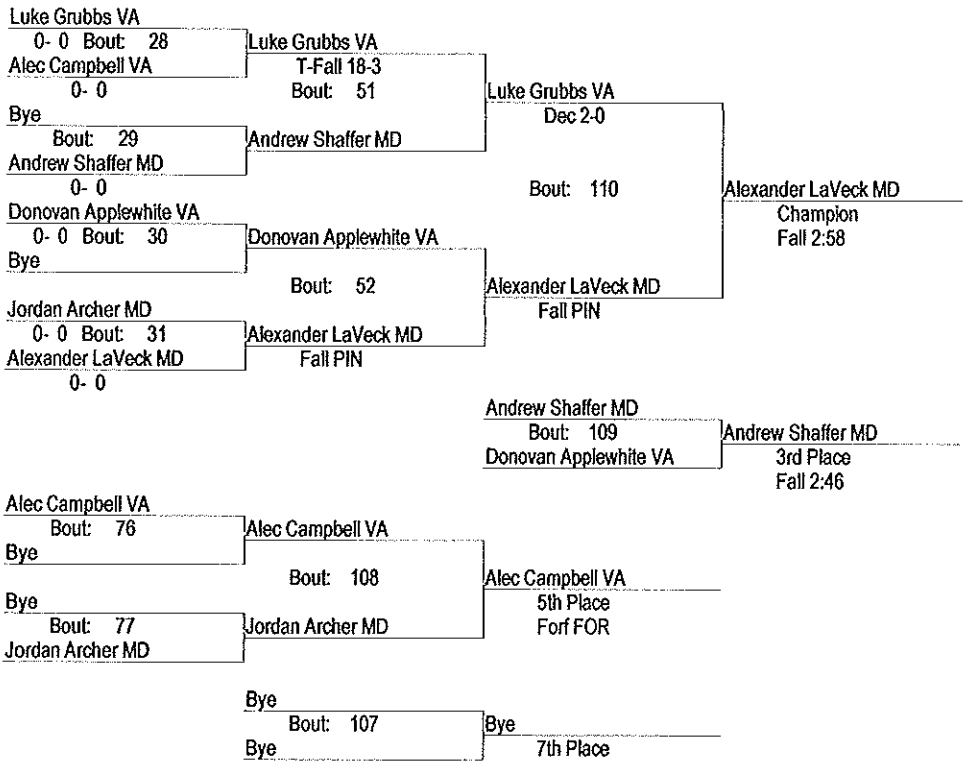 Luke Grubbs VA
0- 0 Bout: 28
Alec Campbell VA
0- 0
Bye
Bout: 29
Andrew Shaffer MD
0- 0
Donovan Applewhite VA
0- 0 Bout: 30
Bye
Jordan Archer MD
0- 0 Bout: 31
Alexander LaVeck MD
0- 0
Luke Grubbs VA
T-Fall 18-3
Bout: 51
Andrew Shaffer MD
Donovan Applewhite VA
Bout: 52
Alexander LaVeck MD
Fall PIN
Luke Grubbs VA
Dec 2-0
Bout: 110
Alexander LaVeck MD
Fall PIN
Alexander LaVeck MD
Champion
Fall 2:58
Andrew Shaffer MD
Bout: 109
Donovan Applewhite VA
Andrew Shaffer MD
3rd Place
Fall 2:46
Alec Campbell VA
Bout: 76
Bye
Bye
Bout: 77
Jordan Archer MD
Alec Campbell VA
Bout: 108
Jordan Archer MD
Alec Campbell VA
5th Place
Forf FOR
Bye
Bout: 107
Bye
Bye
7th Place